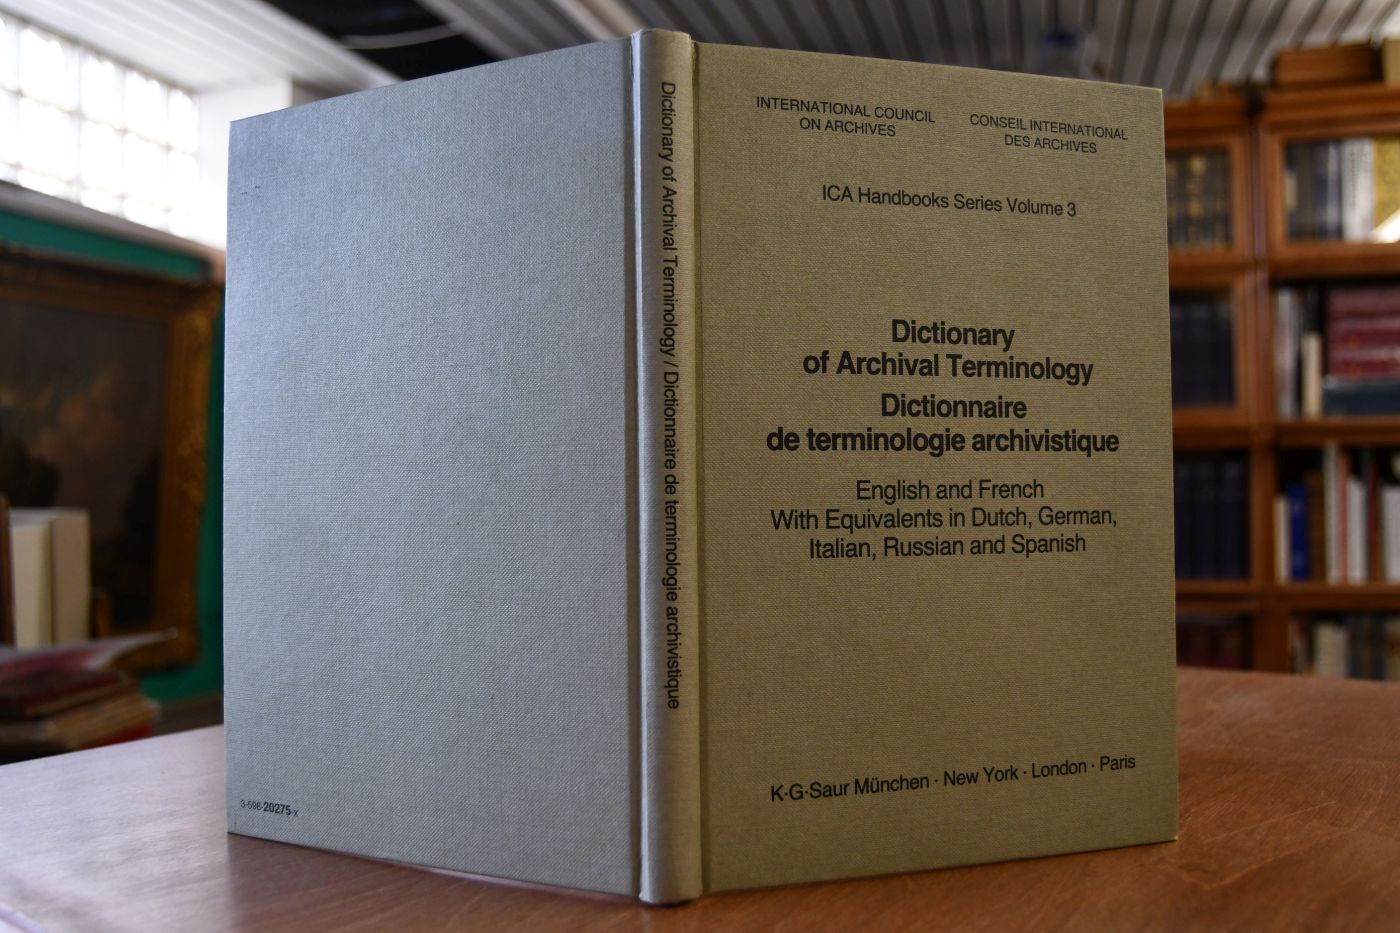 3-598-20275-x
Dictionary of Archival Terminology / Dictionnaire de terminologie archivistique
INTERNATIONAL COUNCIL
ON ARCHIVES
CONSEIL INTERNATIONAL
DES ARCHIVES
ICA Handbooks Series Volume 3
Dictionary
of Archival Terminology
Dictionnaire
de terminologie archivistique
English and French
With Equivalents in Dutch, German,
Italian, Russian and Spanish
K·G·Saur München · New York · London · Paris